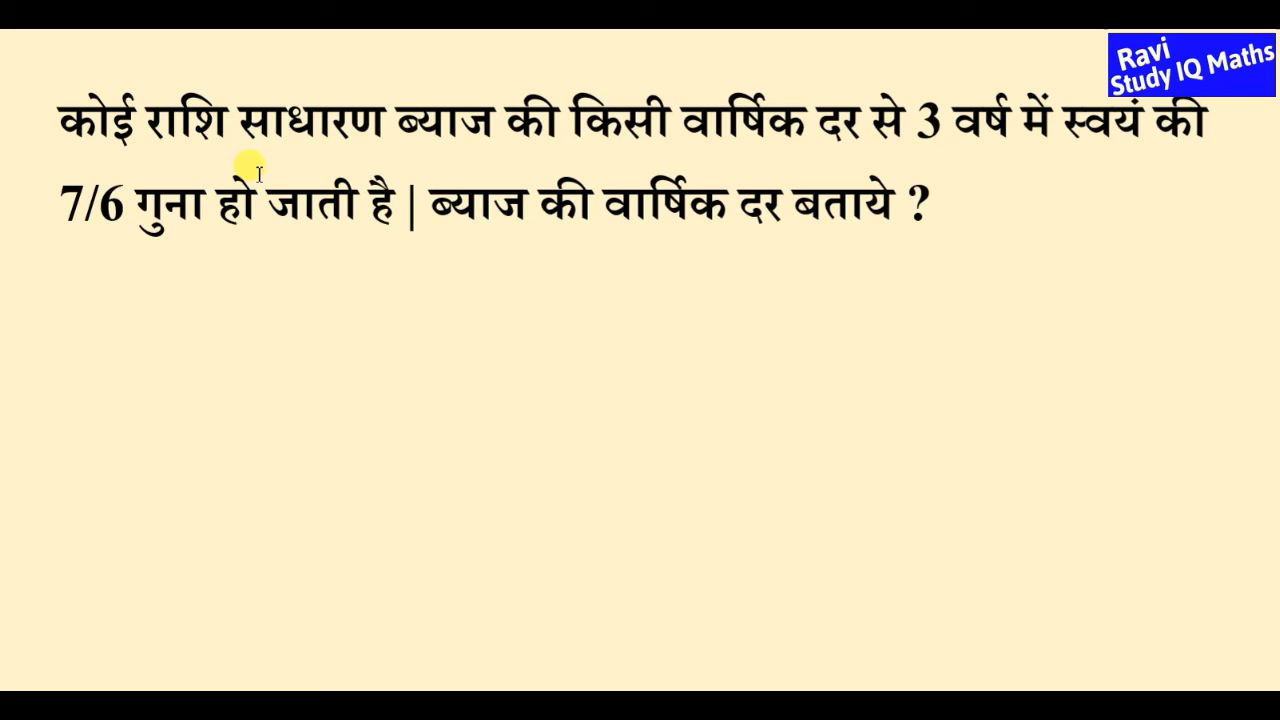 Ravi
Study IQ Maths
कोई राशि साधारण ब्याज की किसी वार्षिक दर से 3 वर्ष में स्वयं की
7/6 गुना हो जाती है | ब्याज की वार्षिक दर बताये ?